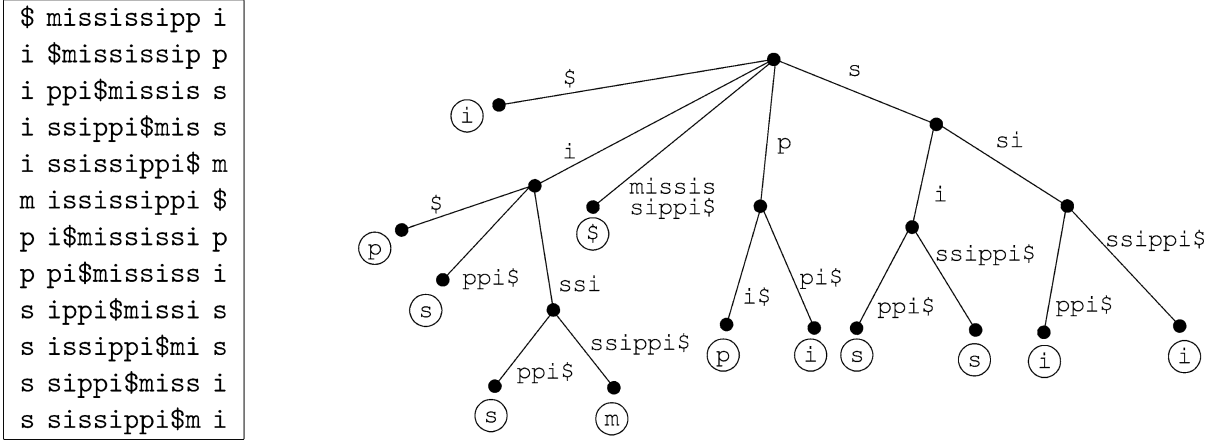 $ mississipp i
i $mississip p
i ppi$missis s
i ssippi$mis s
i ssissippi$ m
m ississippi $
p i$mississi p
p pi$mississ i
s ippi$missi s
s issippi$mi s
s sippi$miss i
s sissippi$m i
$
s
i
i
p
si
$
missis
sippi$
i
p
$
ppi$
ssi
s
i$
pi$
ppi$
ssippi$
ppi$
ssippi$
p
i
s
s
i
i
ppi$
ssippi$
s
m